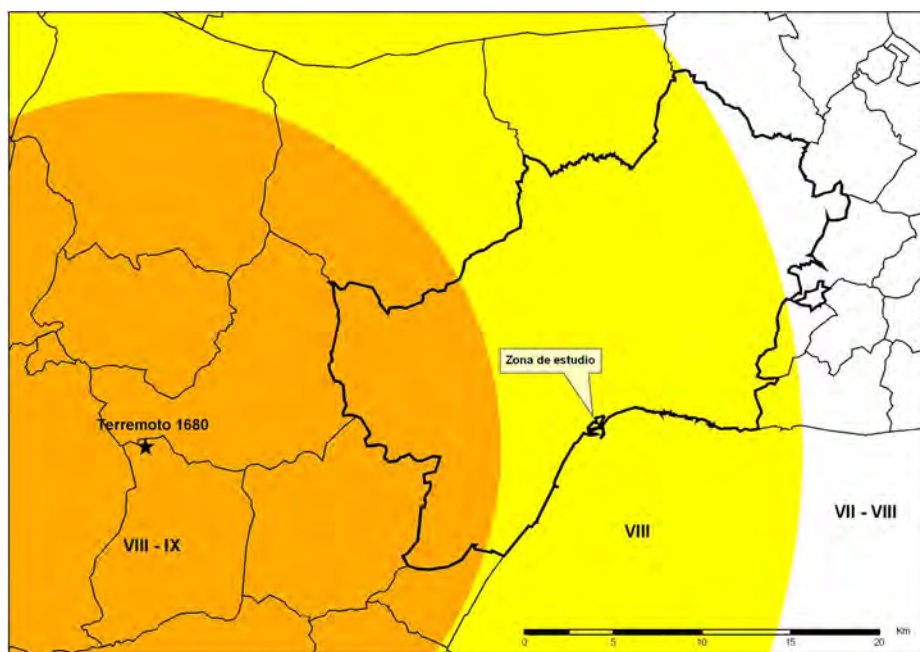 Zona de estudio
Terremoto 1680
VIII - IX
VIII
VII - VIII
Km
0 5 10 15 20